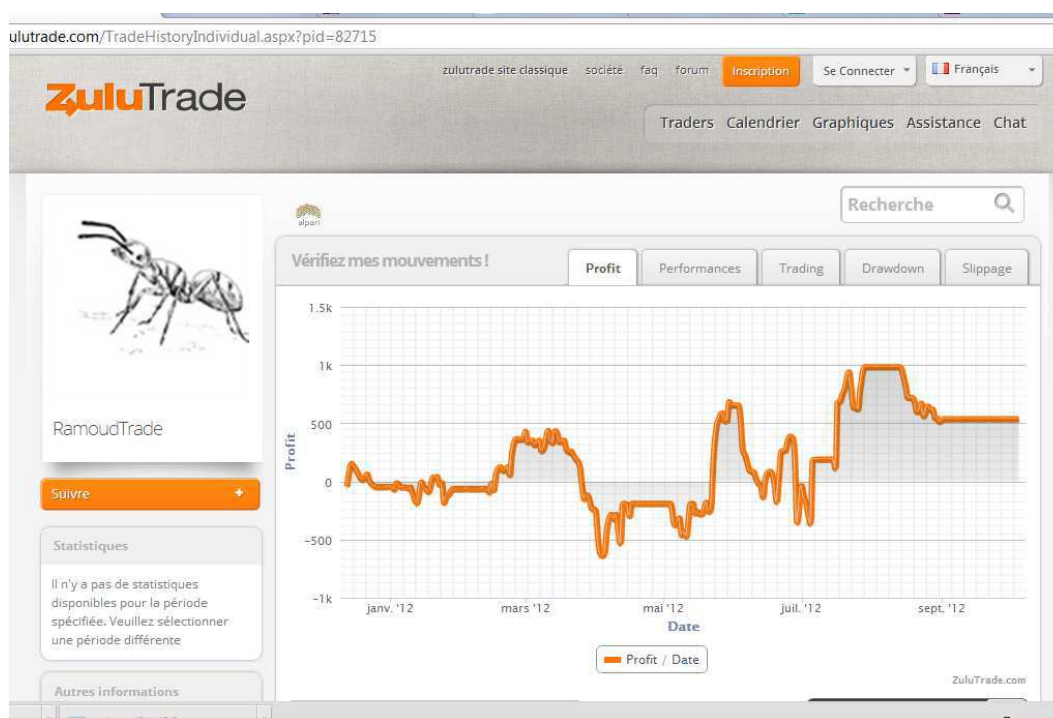 ulutrade.com/TradeHistoryIndividual.aspx?pid=82715
zulutrade site classique société faq forum Inscription Se Connecter Français
ZuluTrade
Traders Calendrier Graphiques Assistance Chat
Recherche
alpari
Vérifiez mes mouvements !
Profit Performances Trading Drawdown Slippage
1.5k
1k
500
0
-500
-1k
Profit
janv. '12 mars '12 mai '12 juil. '12 sept. '12
Date
Profit / Date
ZuluTrade.com
RamoudTrade
Suivre +
Statistiques
Il n'y a pas de statistiques
disponibles pour la période
spécifiée. Veuillez sélectionner
une période différente
Autres informations